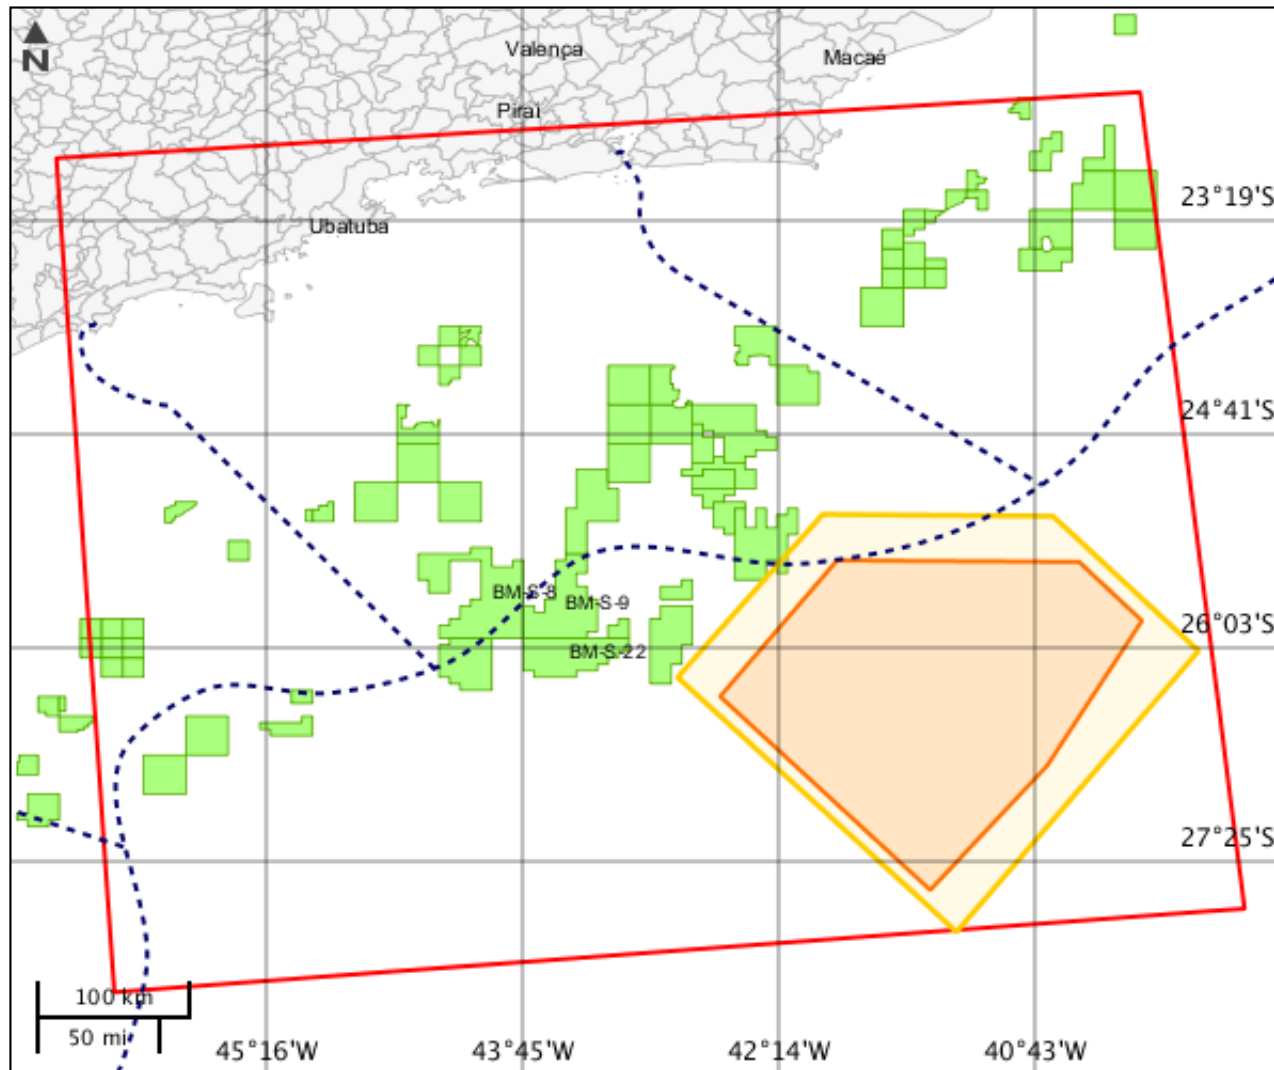 N
Valença
Macaé
Piraí
23°19'S
Ubatuba
24°41'S
BM-S-8
BM-S-9
26°03'S
BM-S-22
27°25'S
100 km
50 mi
45°16'W
43°45'W
42°14'W
40°43'W